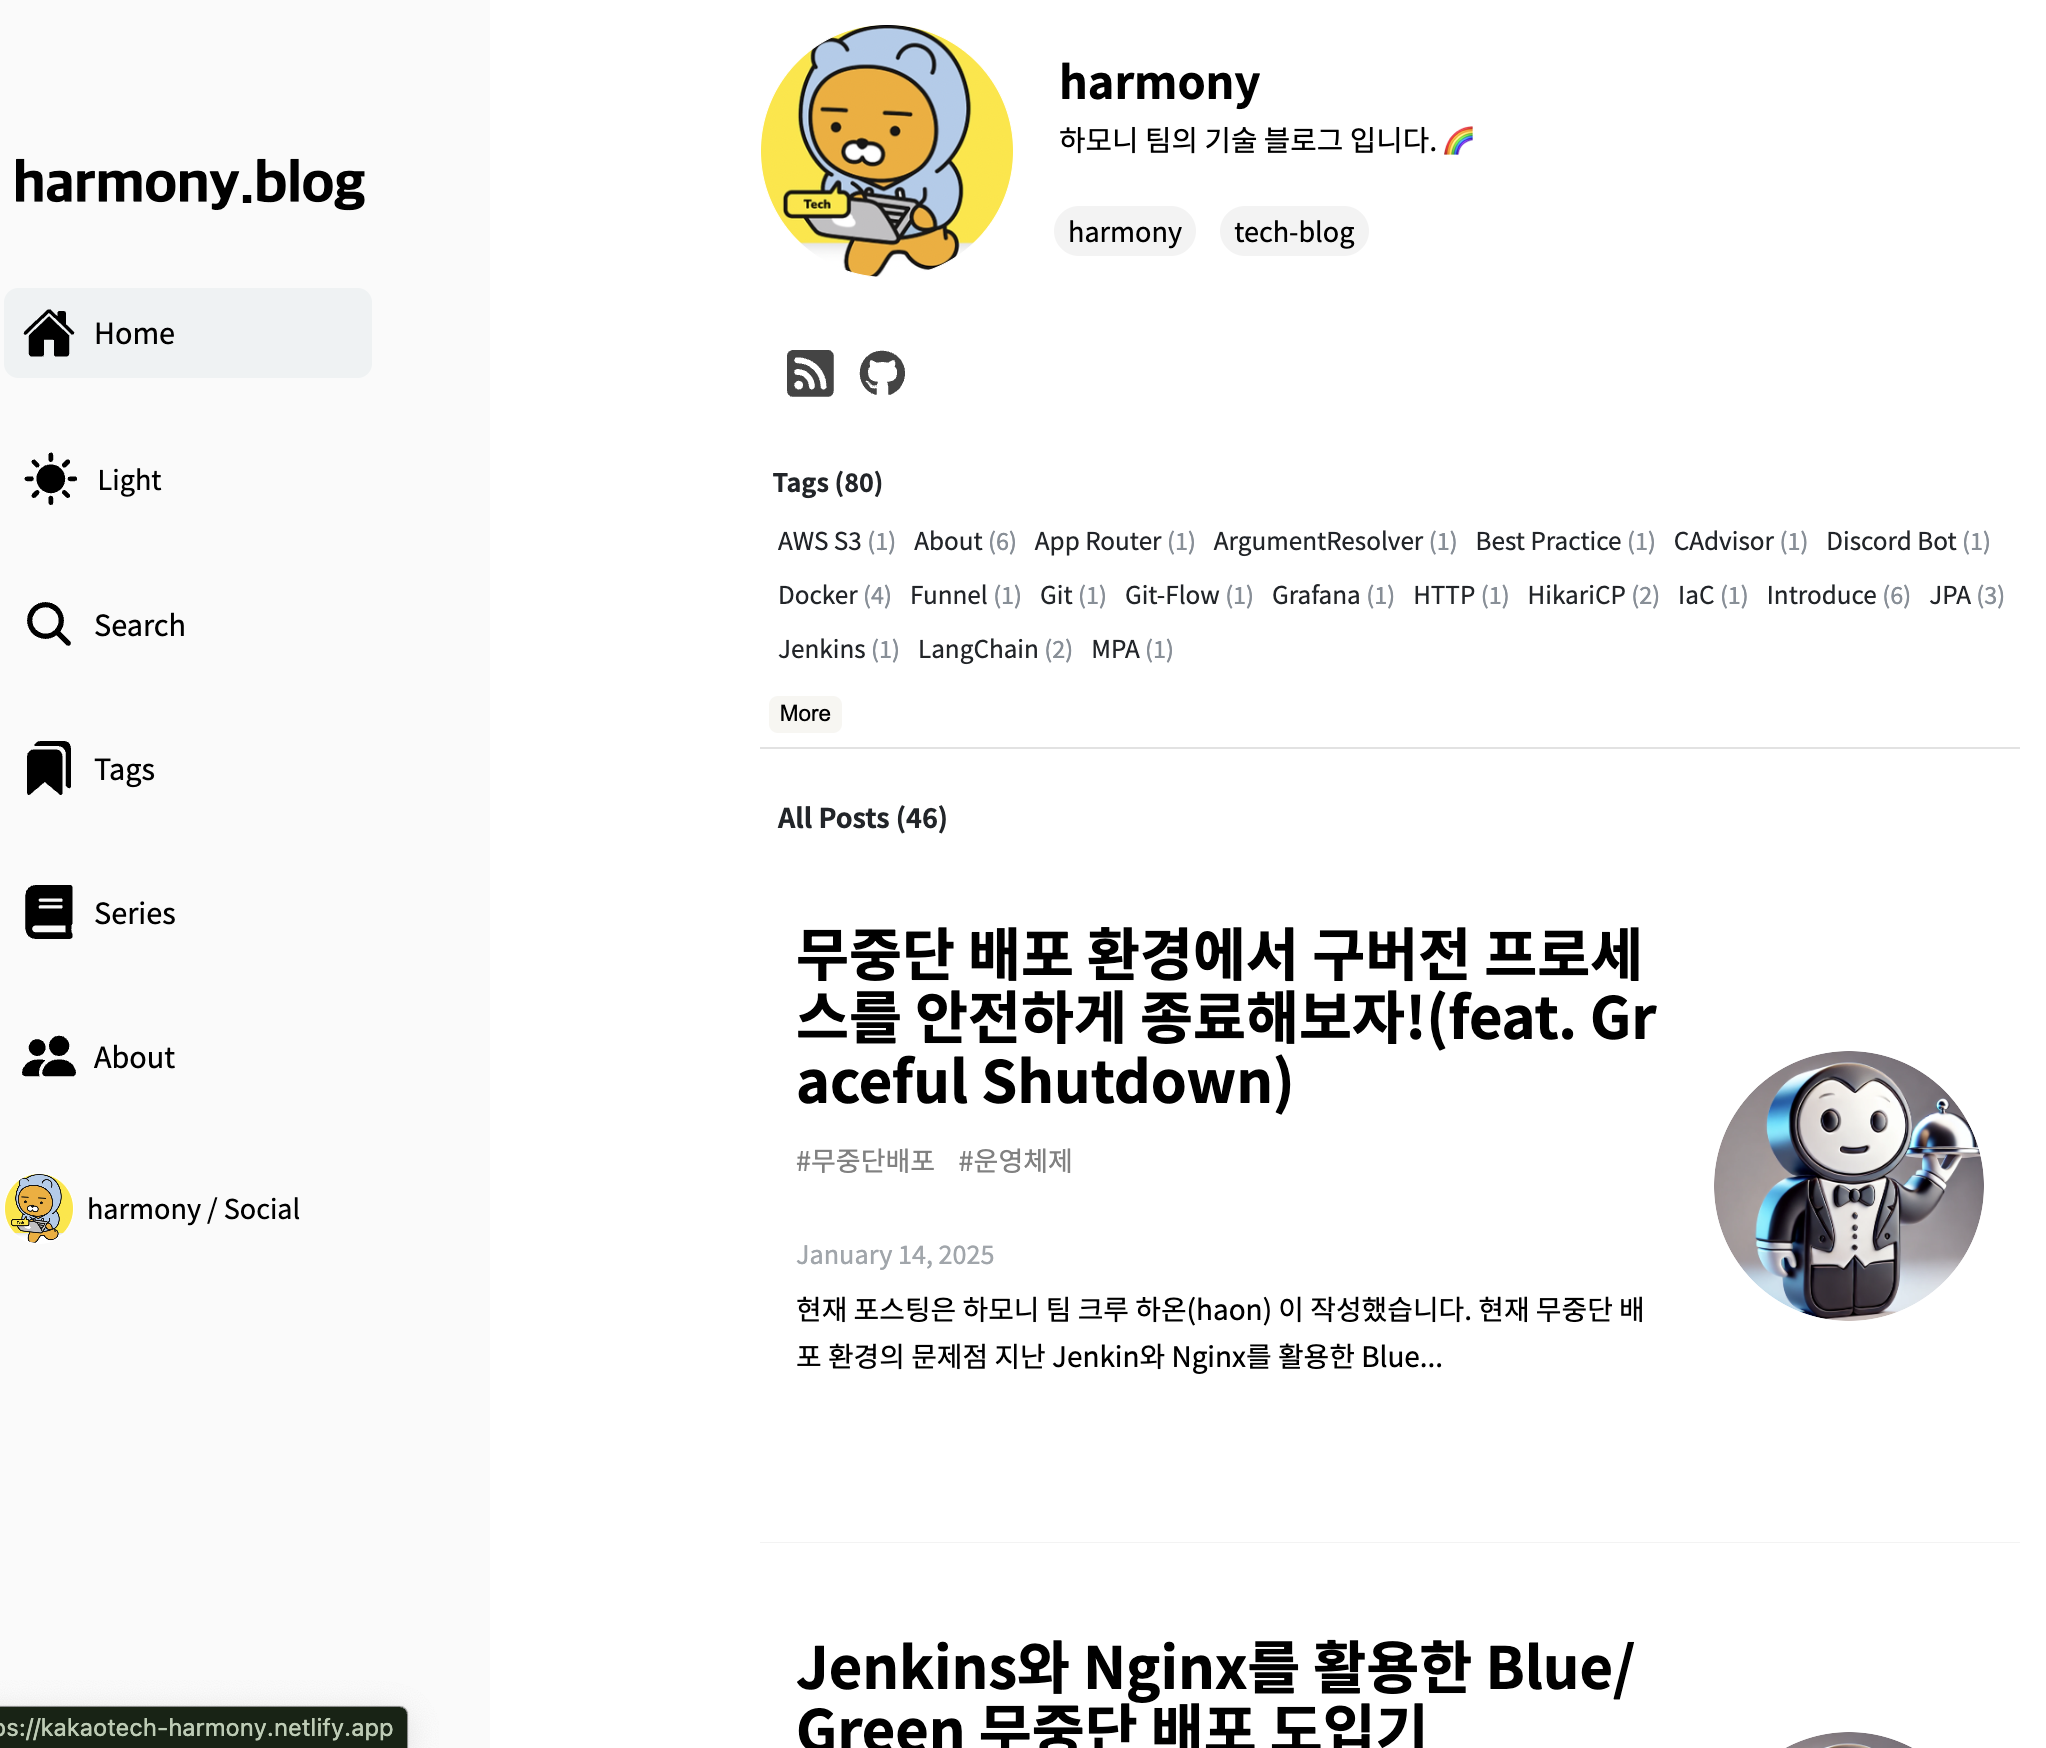 harmony.blog
Home
Light
Search
Tags
Series
About
harmony / Social
ps://kakaotech-harmony.netlify.app
Tech
harmony
하모니 팀의 기술 블로그 입니다. 🌈
harmony tech-blog
Tags (80)
AWS S3 (1) About (6) App Router (1) ArgumentResolver (1) Best Practice (1) CAdvisor (1) Discord Bot (1)
Docker (4) Funnel (1) Git (1) Git-Flow (1) Grafana (1) HTTP (1) HikariCP (2) IaC (1) Introduce (6) JPA (3)
Jenkins (1) LangChain (2) MPA (1)
More
All Posts (46)
무중단 배포 환경에서 구버전 프로세
스를 안전하게 종료해보자!(feat. Gr
aceful Shutdown)
#무중단배포 #운영체제
January 14, 2025
현재 포스팅은 하모니 팀 크루 하온(haon) 이 작성했습니다. 현재 무중단 배
포 환경의 문제점 지난 Jenkin와 Nginx를 활용한 Blue...
Jenkins와 Nginx를 활용한 Blue/
Green 무중단 배포 도입기